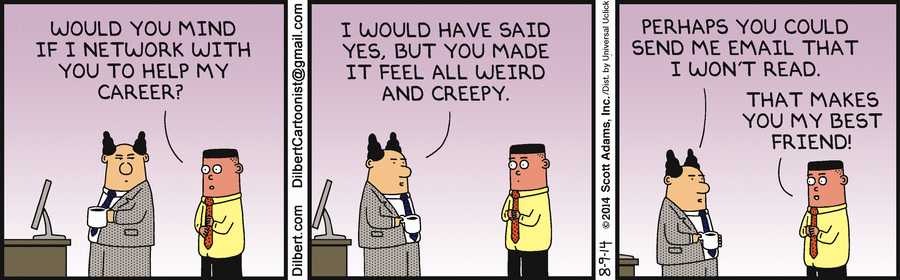 WOULD YOU MIND
IF I NETWORK WITH
YOU TO HELP MY
CAREER?
Dilbert.com DilbertCartoonist@gmail.com
I WOULD HAVE SAID
YES, BUT YOU MADE
IT FEEL ALL WEIRD
AND CREEPY.
8-9-14 ©2014 Scott Adams, Inc. /Dist. by Universal Uclick
PERHAPS YOU COULD
SEND ME EMAIL THAT
I WON'T READ.
THAT MAKES
YOU MY BEST
FRIEND!